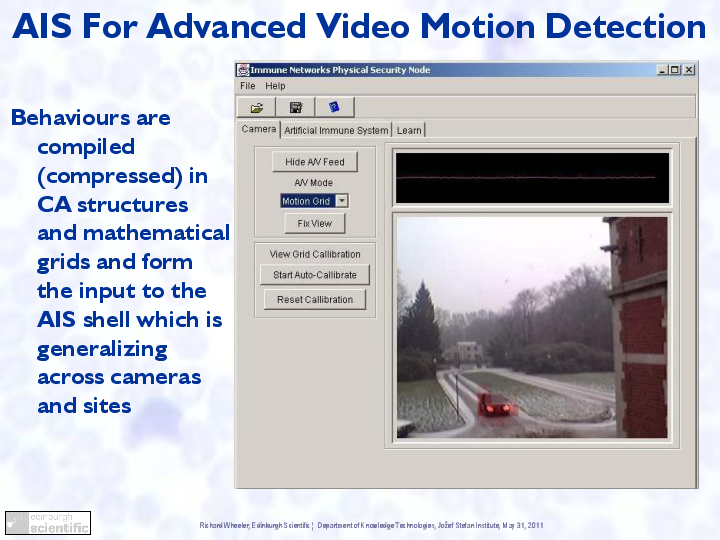 AIS For Advanced Video Motion Detection
Behaviours are
compiled
(compressed) in
CA structures
and mathematical
grids and form
the input to the
AIS shell which is
generalizing
across cameras
and sites
Immune Networks Physical Security Node
File Help
Camera Artificial Immune System Learn
Hide A/V Feed
A/V Mode
Motion Grid
Fix View
View Grid Callibration
Start Auto-Callibrate
Reset Callibration
edinburgh
scientific
Richard Wheeler, Edinburgh Scientific ¦ Department of Knowledge Technologies, Jožef Stefan Institute, May 31, 2011